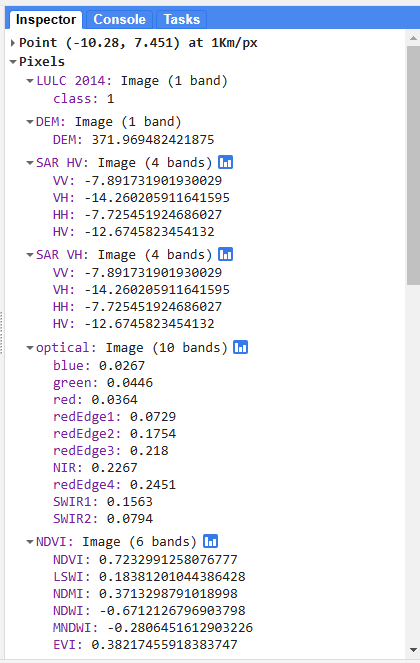 Inspector Console Tasks
Point (-10.28, 7.451) at 1Km/px
Pixels
LULC 2014: Image (1 band)
class: 1
DEM: Image (1 band)
DEM: 371.969482421875
SAR HV: Image (4 bands)
VV: -7.891731901930029
VH: -14.260205911641595
HH: -7.725451924686027
HV: -12.6745823454132
SAR VH: Image (4 bands)
VV: -7.891731901930029
VH: -14.260205911641595
HH: -7.725451924686027
HV: -12.6745823454132
optical: Image (10 bands)
blue: 0.0267
green: 0.0446
red: 0.0364
redEdge1: 0.0729
redEdge2: 0.1754
redEdge3: 0.218
NIR: 0.2267
redEdge4: 0.2451
SWIR1: 0.1563
SWIR2: 0.0794
NDVI: Image (6 bands)
NDVI: 0.7232991258076777
LSWI: 0.18381201044386428
NDMI: 0.3713298791018998
NDWI: -0.6712126796903798
MNDWI: -0.2806451612903226
EVI: 0.38217455918383747